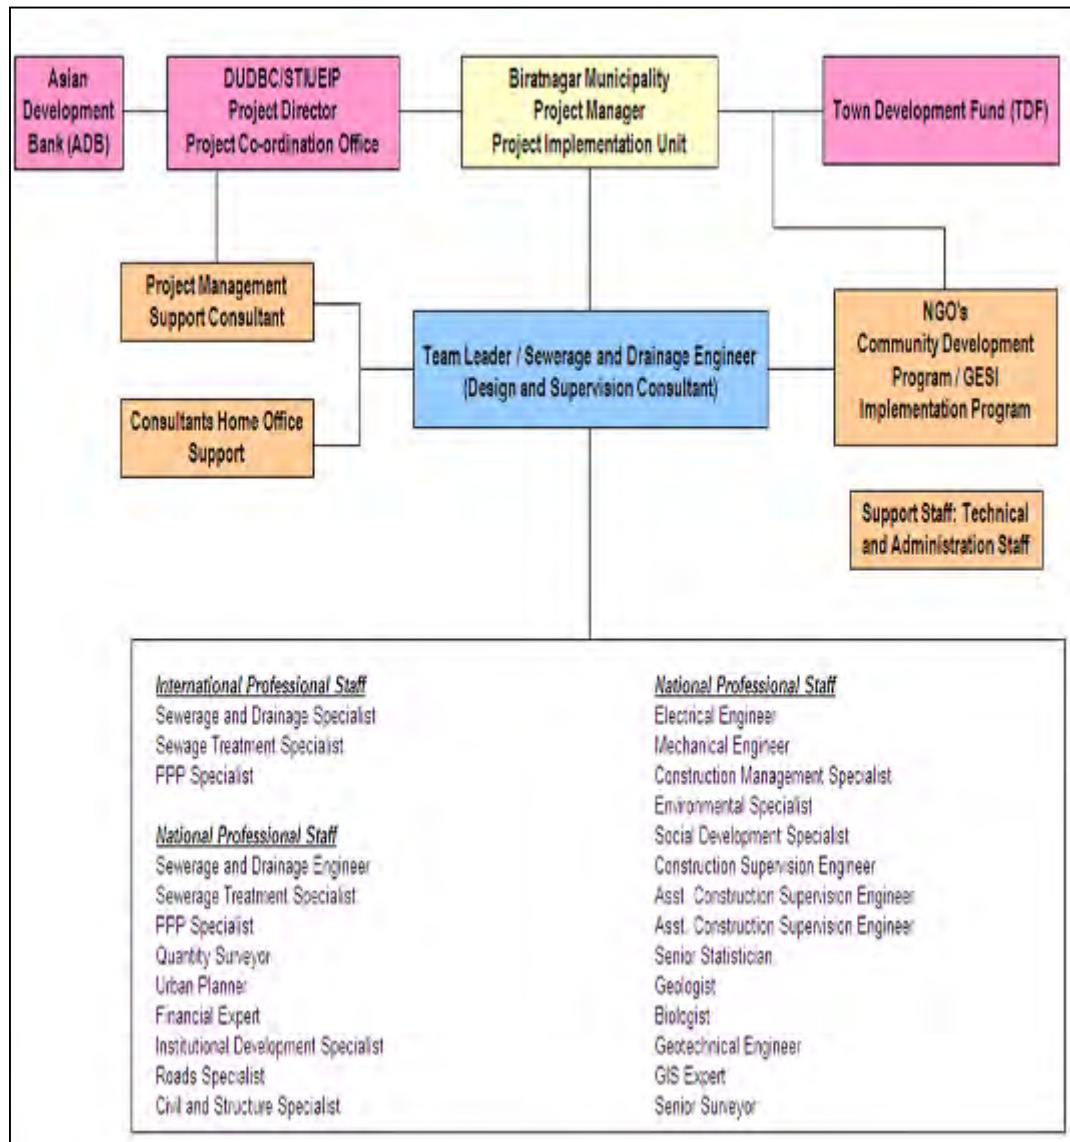 Asian
Development
Bank (ADB)
DUDBC/STIUEIP
Project Director
Project Co-ordination Office
Biratnagar Municipality
Project Manager
Project Implementation Unit
Town Development Fund (TDF)
Project Management
Support Consultant
Team Leader / Sewerage and Drainage Engineer
(Design and Supervision Consultant)
NGO's
Community Development
Program / GESI
Implementation Program
Consultants Home Office
Support
Support Staff: Technical
and Administration Staff
International Professional Staff
Sewerage and Drainage Specialist
Sewage Treatment Specialist
PPP Specialist
National Professional Staff
Sewerage and Drainage Engineer
Sewerage Treatment Specialist
PPP Specialist
Quantity Surveyor
Urban Planner
Financial Expert
Institutional Development Specialist
Roads Specialist
Civil and Structure Specialist
National Professional Staff
Electrical Engineer
Mechanical Engineer
Construction Management Specialist
Environmental Specialist
Social Development Specialist
Construction Supervision Engineer
Asst. Construction Supervision Engineer
Asst. Construction Supervision Engineer
Senior Statistician
Geologist
Biologist
Geotechnical Engineer
GIS Expert
Senior Surveyor